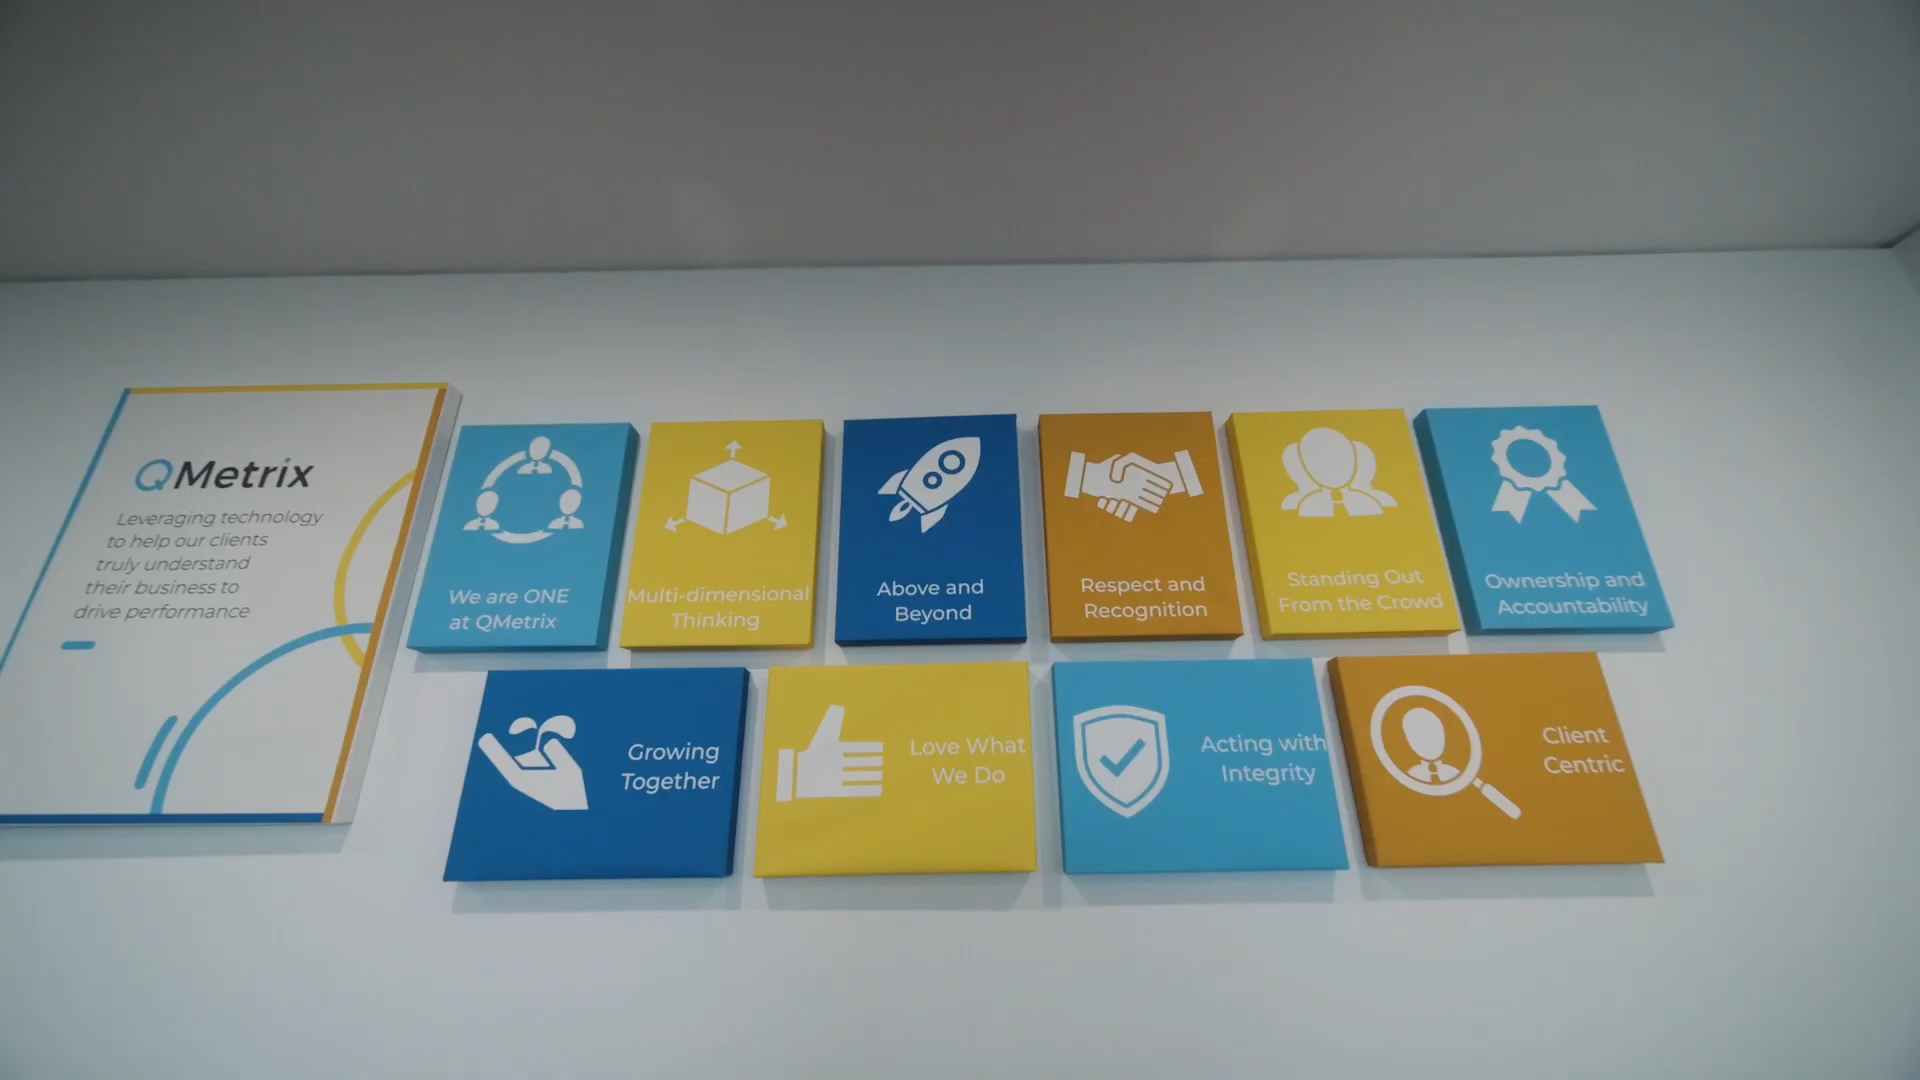 QMetrix
Leveraging technology
to help our clients
truly understand
their business to
drive performance
We are ONE
at QMetrix
Multi-dimensional
Thinking
Above and
Beyond
Respect and
Recognition
Standing Out
From the Crowd
Ownership and
Accountability
Growing
Together
Love What
We Do
Acting with
Integrity
Client
Centric